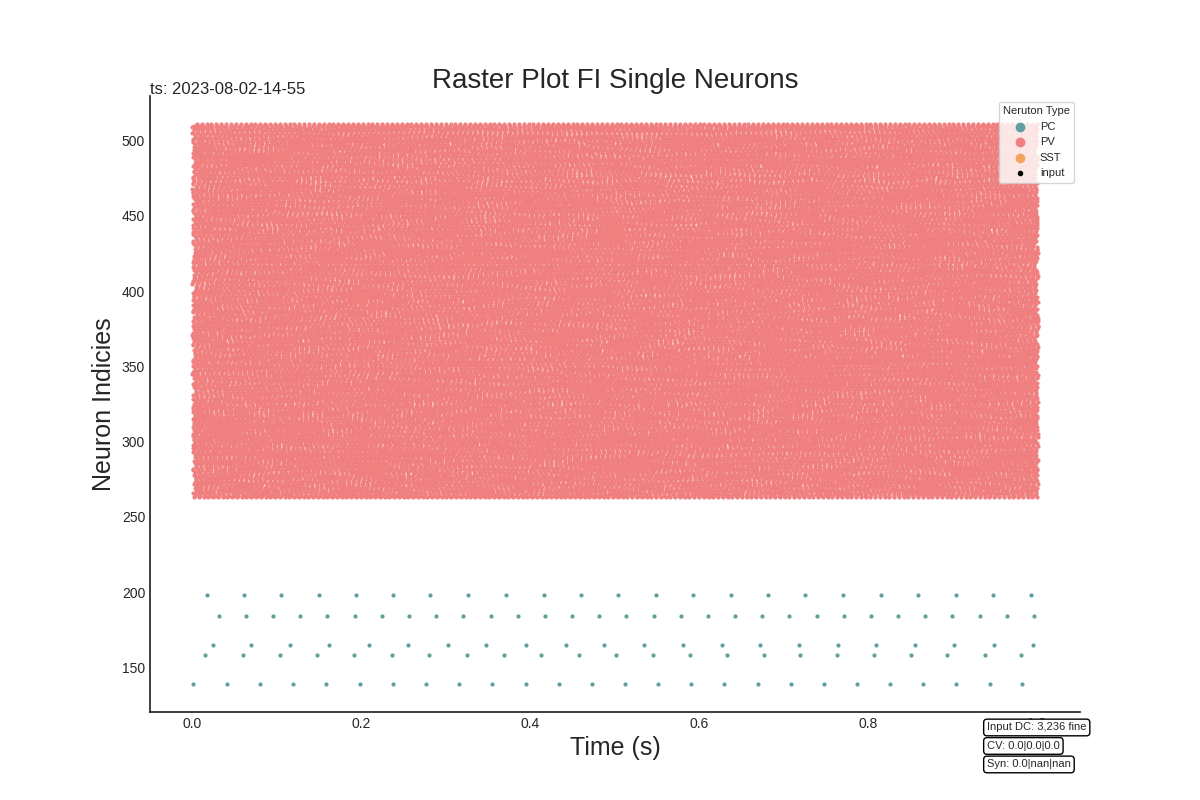 Raster Plot FI Single Neurons
ts: 2023-08-02-14-55
Neruton Type
PC
PV
SST
input
500
450
400
350
300
250
200
150
Neuron Indicies
0.0
0.2
0.4
0.6
0.8
Time (s)
Input DC: 3,236 fine
CV: 0.0|0.0|0.0
Syn: 0.0|nan|nan